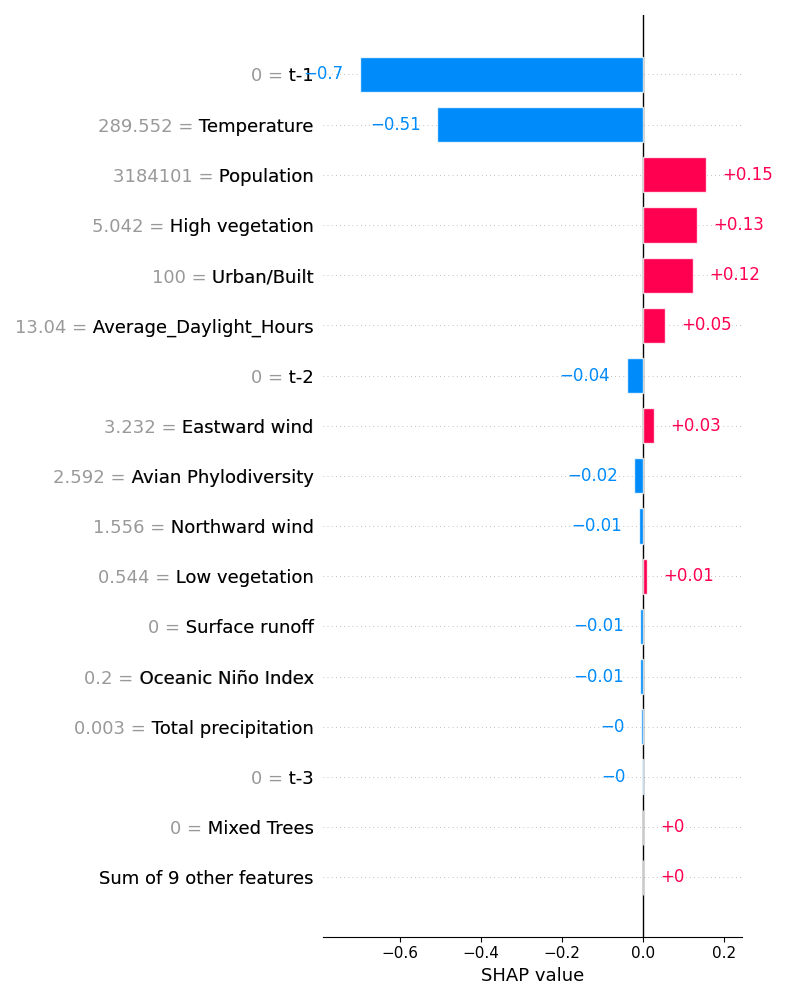 0 = t-1 −0.7
289.552 = Temperature −0.51
3184101 = Population +0.15
5.042 = High vegetation +0.13
100 = Urban/Built +0.12
13.04 = Average_Daylight_Hours +0.05
0 = t-2 −0.04
3.232 = Eastward wind +0.03
2.592 = Avian Phylodiversity −0.02
1.556 = Northward wind −0.01
0.544 = Low vegetation +0.01
0 = Surface runoff −0.01
0.2 = Oceanic Niño Index −0.01
0.003 = Total precipitation −0
0 = t-3 −0
0 = Mixed Trees +0
Sum of 9 other features +0
−0.6 −0.4 −0.2 0.0 0.2
SHAP value